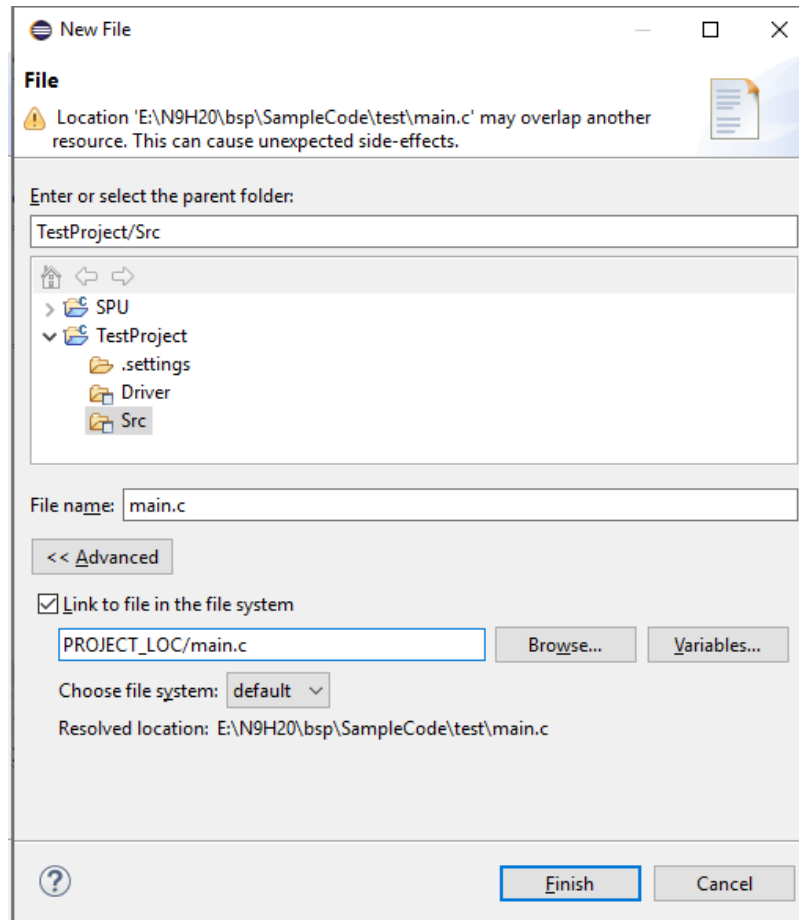 New File
File
Location 'E:\N9H20\bsp\SampleCode\test\main.c' may overlap another
resource. This can cause unexpected side-effects.
Enter or select the parent folder:
TestProject/Src
SPU
TestProject
.settings
Driver
Src
File name: main.c
<< Advanced
Link to file in the file system
PROJECT_LOC/main.c Browse... Variables...
Choose file system: default
Resolved location: E:\N9H20\bsp\SampleCode\test\main.c
? Finish Cancel